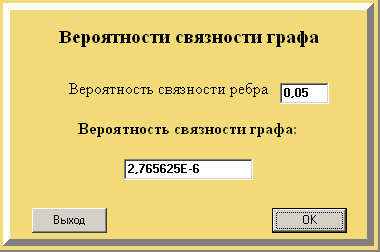 Вероятности связности графа
Вероятность связности ребра 0,05
Вероятность связности графа:
2,765625E-6
Выход OK